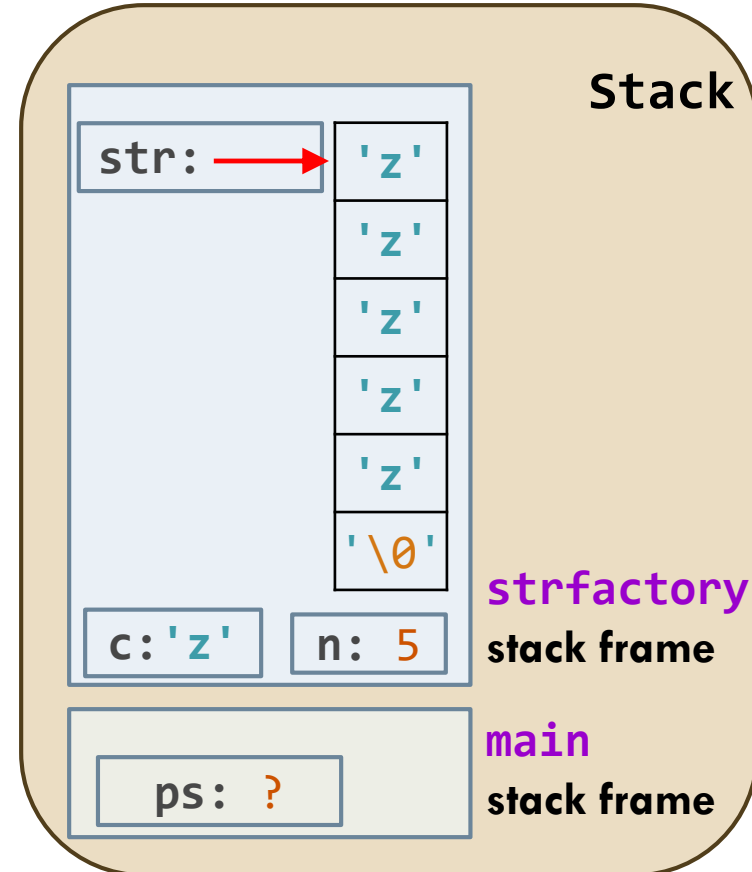 Stack
str:
'z'
'z'
'z'
'z'
'z'
'\0'
c:'z'
n: 5
strfactory
stack frame
ps: ?
main
stack frame